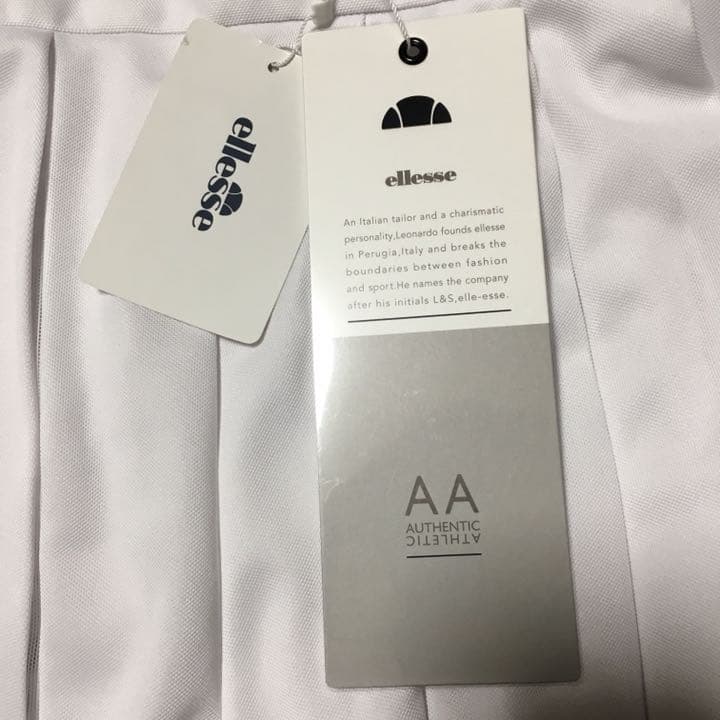 ellesse
ellesse
An Italian tailor and a charismatic
personality,Leonardo founds ellesse
in Perugia,Italy and breaks the
boundaries between fashion
and sport.He names the company
after his initials L&S,elle-esse.
AA
AUTHENTIC
ATHLETIC